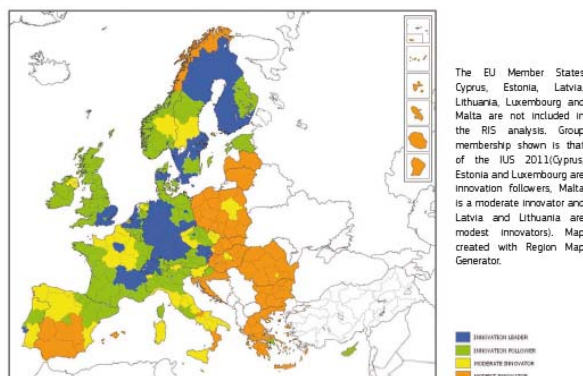 The EU Member States
Cyprus, Estonia, Latvia,
Lithuania, Luxembourg and
Malta are not included in
the RIS analysis. Group
membership shown is that
of the IUS 2011(Cyprus,
Estonia and Luxembourg are
innovation followers, Malta
is a moderate innovator and
Latvia and Lithuania are
modest innovators). Map
created with Region Map
Generator.
INNOVATION LEADER
INNOVATION FOLLOWER
MODERATE INNOVATOR
MODEST INNOVATOR